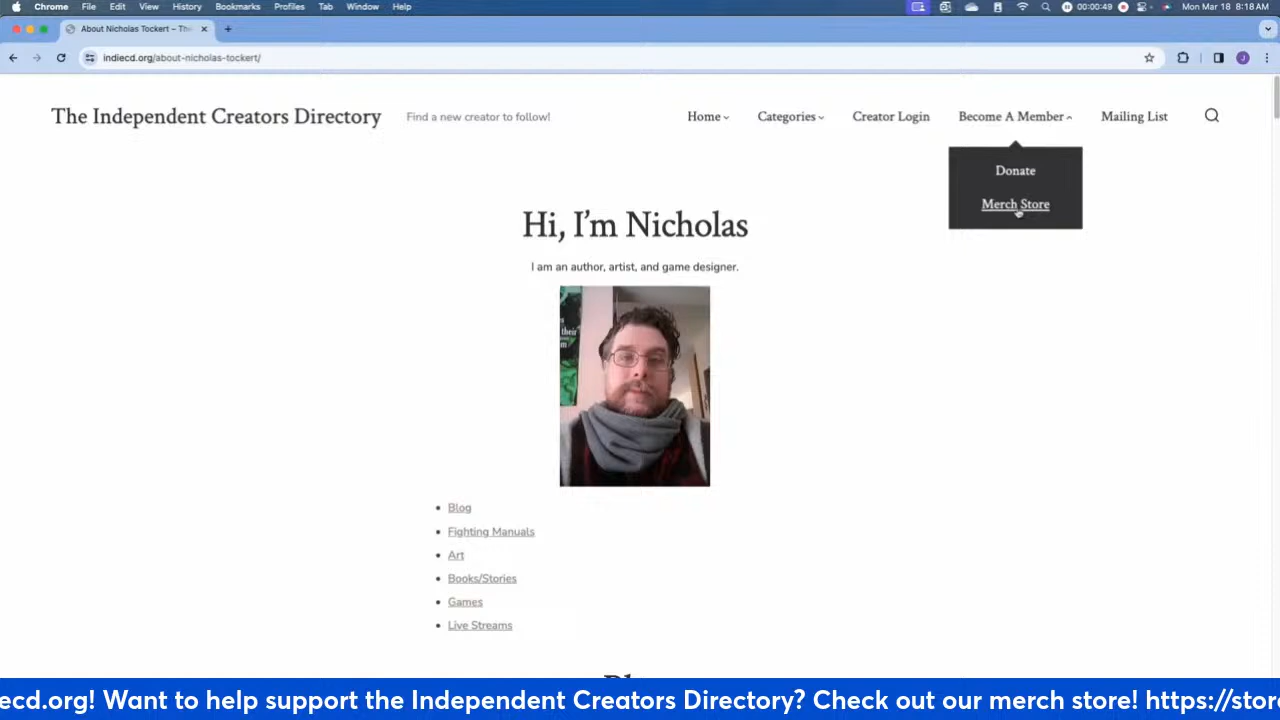 Chrome File Edit View History Bookmarks Profiles Tab Window Help 00:00:49 Mon Mar 18 8:18 AM
About Nicholas Tockert – The
indiecd.org/about-nicholas-tockert/
J
The Independent Creators Directory Find a new creator to follow! Home Categories Creator Login Become A Member Mailing List
Donate
Merch Store
Hi, I'm Nicholas
I am an author, artist, and game designer.
their
Blog
Fighting Manuals
Art
Books/Stories
Games
Live Streams
ecd.org! Want to help support the Independent Creators Directory? Check out our merch store! https://stor